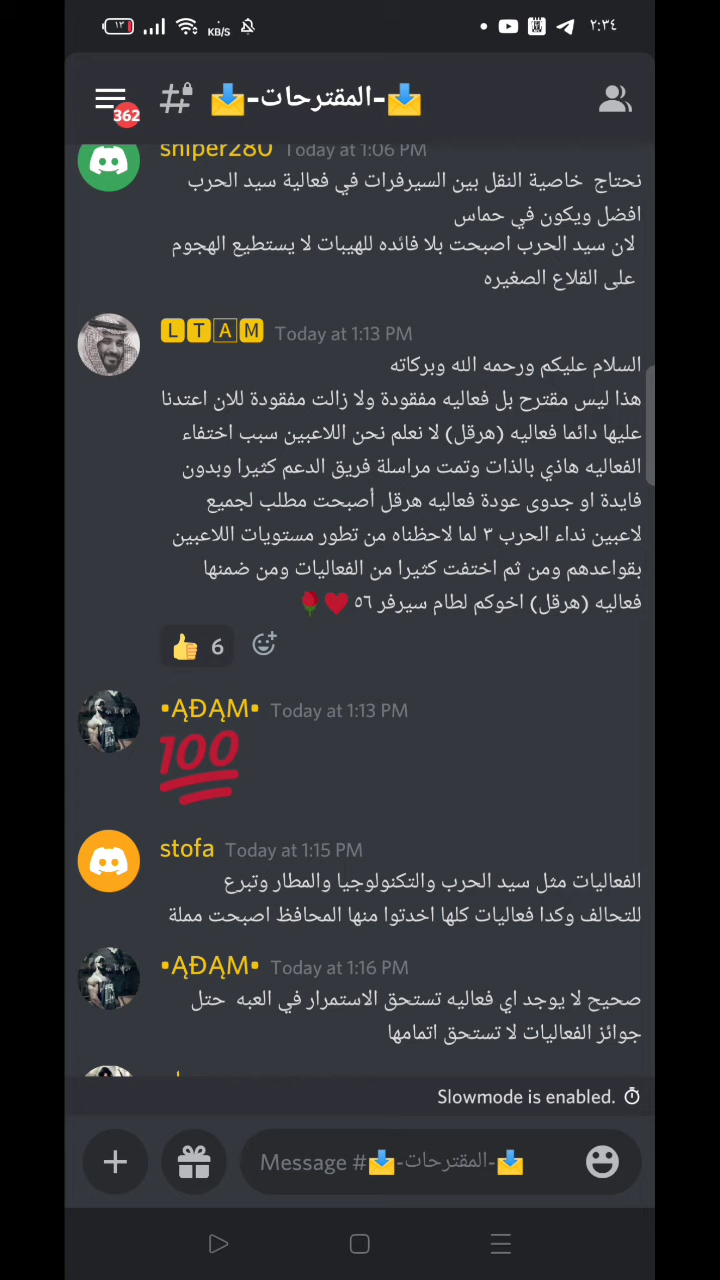 ١٣
KB/S
٢:٣٤
362
-المقترحات-
sniper280 Today at 1:06 PM
نحتاج خاصية النقل بين السيرفرات في فعالية سيد الحرب
افضل ويكون في حماس
لان سيد الحرب اصبحت بلا فائده للهيبات لا يستطيع الهجوم
على القلاع الصغيره
LTAM Today at 1:13 PM
السلام عليكم ورحمه الله وبركاته
هذا ليس مقترح بل فعاليه مفقودة ولا زالت مفقودة للان اعتدنا
عليها دائما فعاليه (هرقل) لا نعلم نحن اللاعبين سبب اختفاء
الفعاليه هاذي بالذات وتمت مراسلة فريق الدعم كثيرا وبدون
فايدة او جدوى عودة فعاليه هرقل أصبحت مطلب لجميع
لاعبين نداء الحرب ٣ لما لاحظناه من تطور مستويات اللاعبين
بقواعدهم ومن ثم اختفت كثيرا من الفعاليات ومن ضمنها
فعاليه (هرقل) اخوكم لطام سيرفر ٥٦ ♥️🌹
👍 6
•ĄĐĄM• Today at 1:13 PM
💯
stofa Today at 1:15 PM
الفعاليات مثل سيد الحرب والتكنولوجيا والمطار وتبرع
للتحالف وكدا فعاليات كلها اخدتوا منها المحافظ اصبحت مملة
•ĄĐĄM• Today at 1:16 PM
صحيح لا يوجد اي فعاليه تستحق الاستمرار في العبه حتل
جوائز الفعاليات لا تستحق اتمامها
Slowmode is enabled.
Message #📩-المقترحات-📩